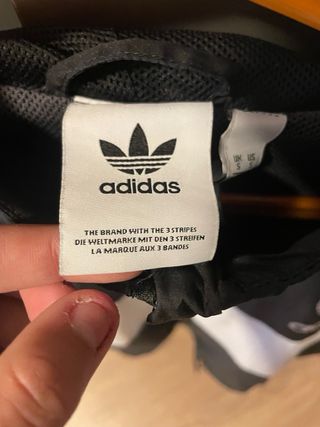 adidas
THE BRAND WITH THE 3 STRIPES
DIE WELTMARKE MIT DEN 3 STREIFEN
LA MARQUE AUX 3 BANDES
UK US
S